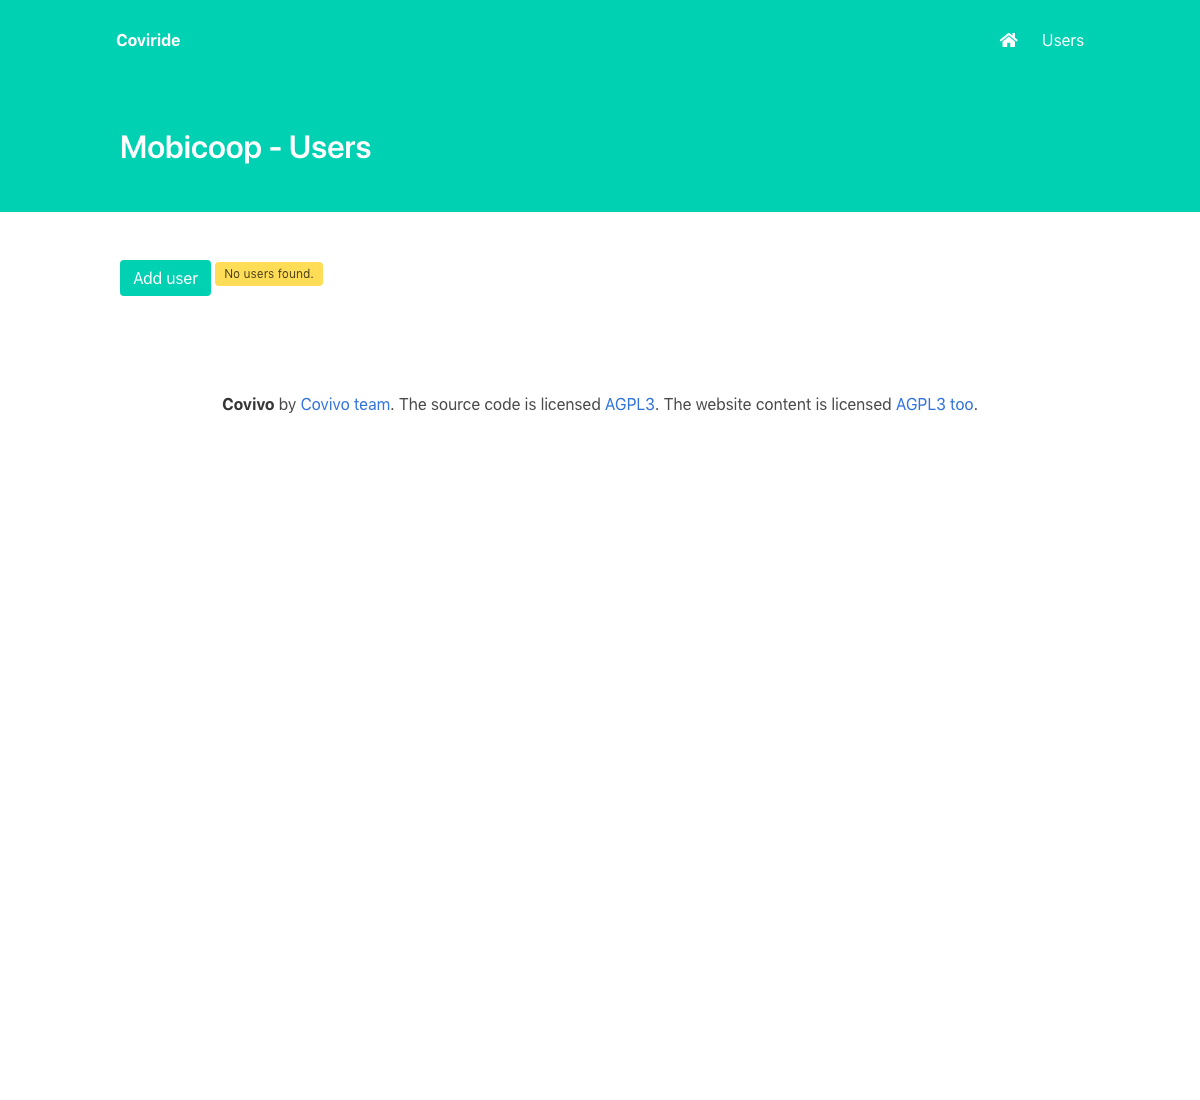 Coviride
Users
Mobicoop - Users
Add user
No users found.
Covivo by Covivo team. The source code is licensed AGPL3. The website content is licensed AGPL3 too.